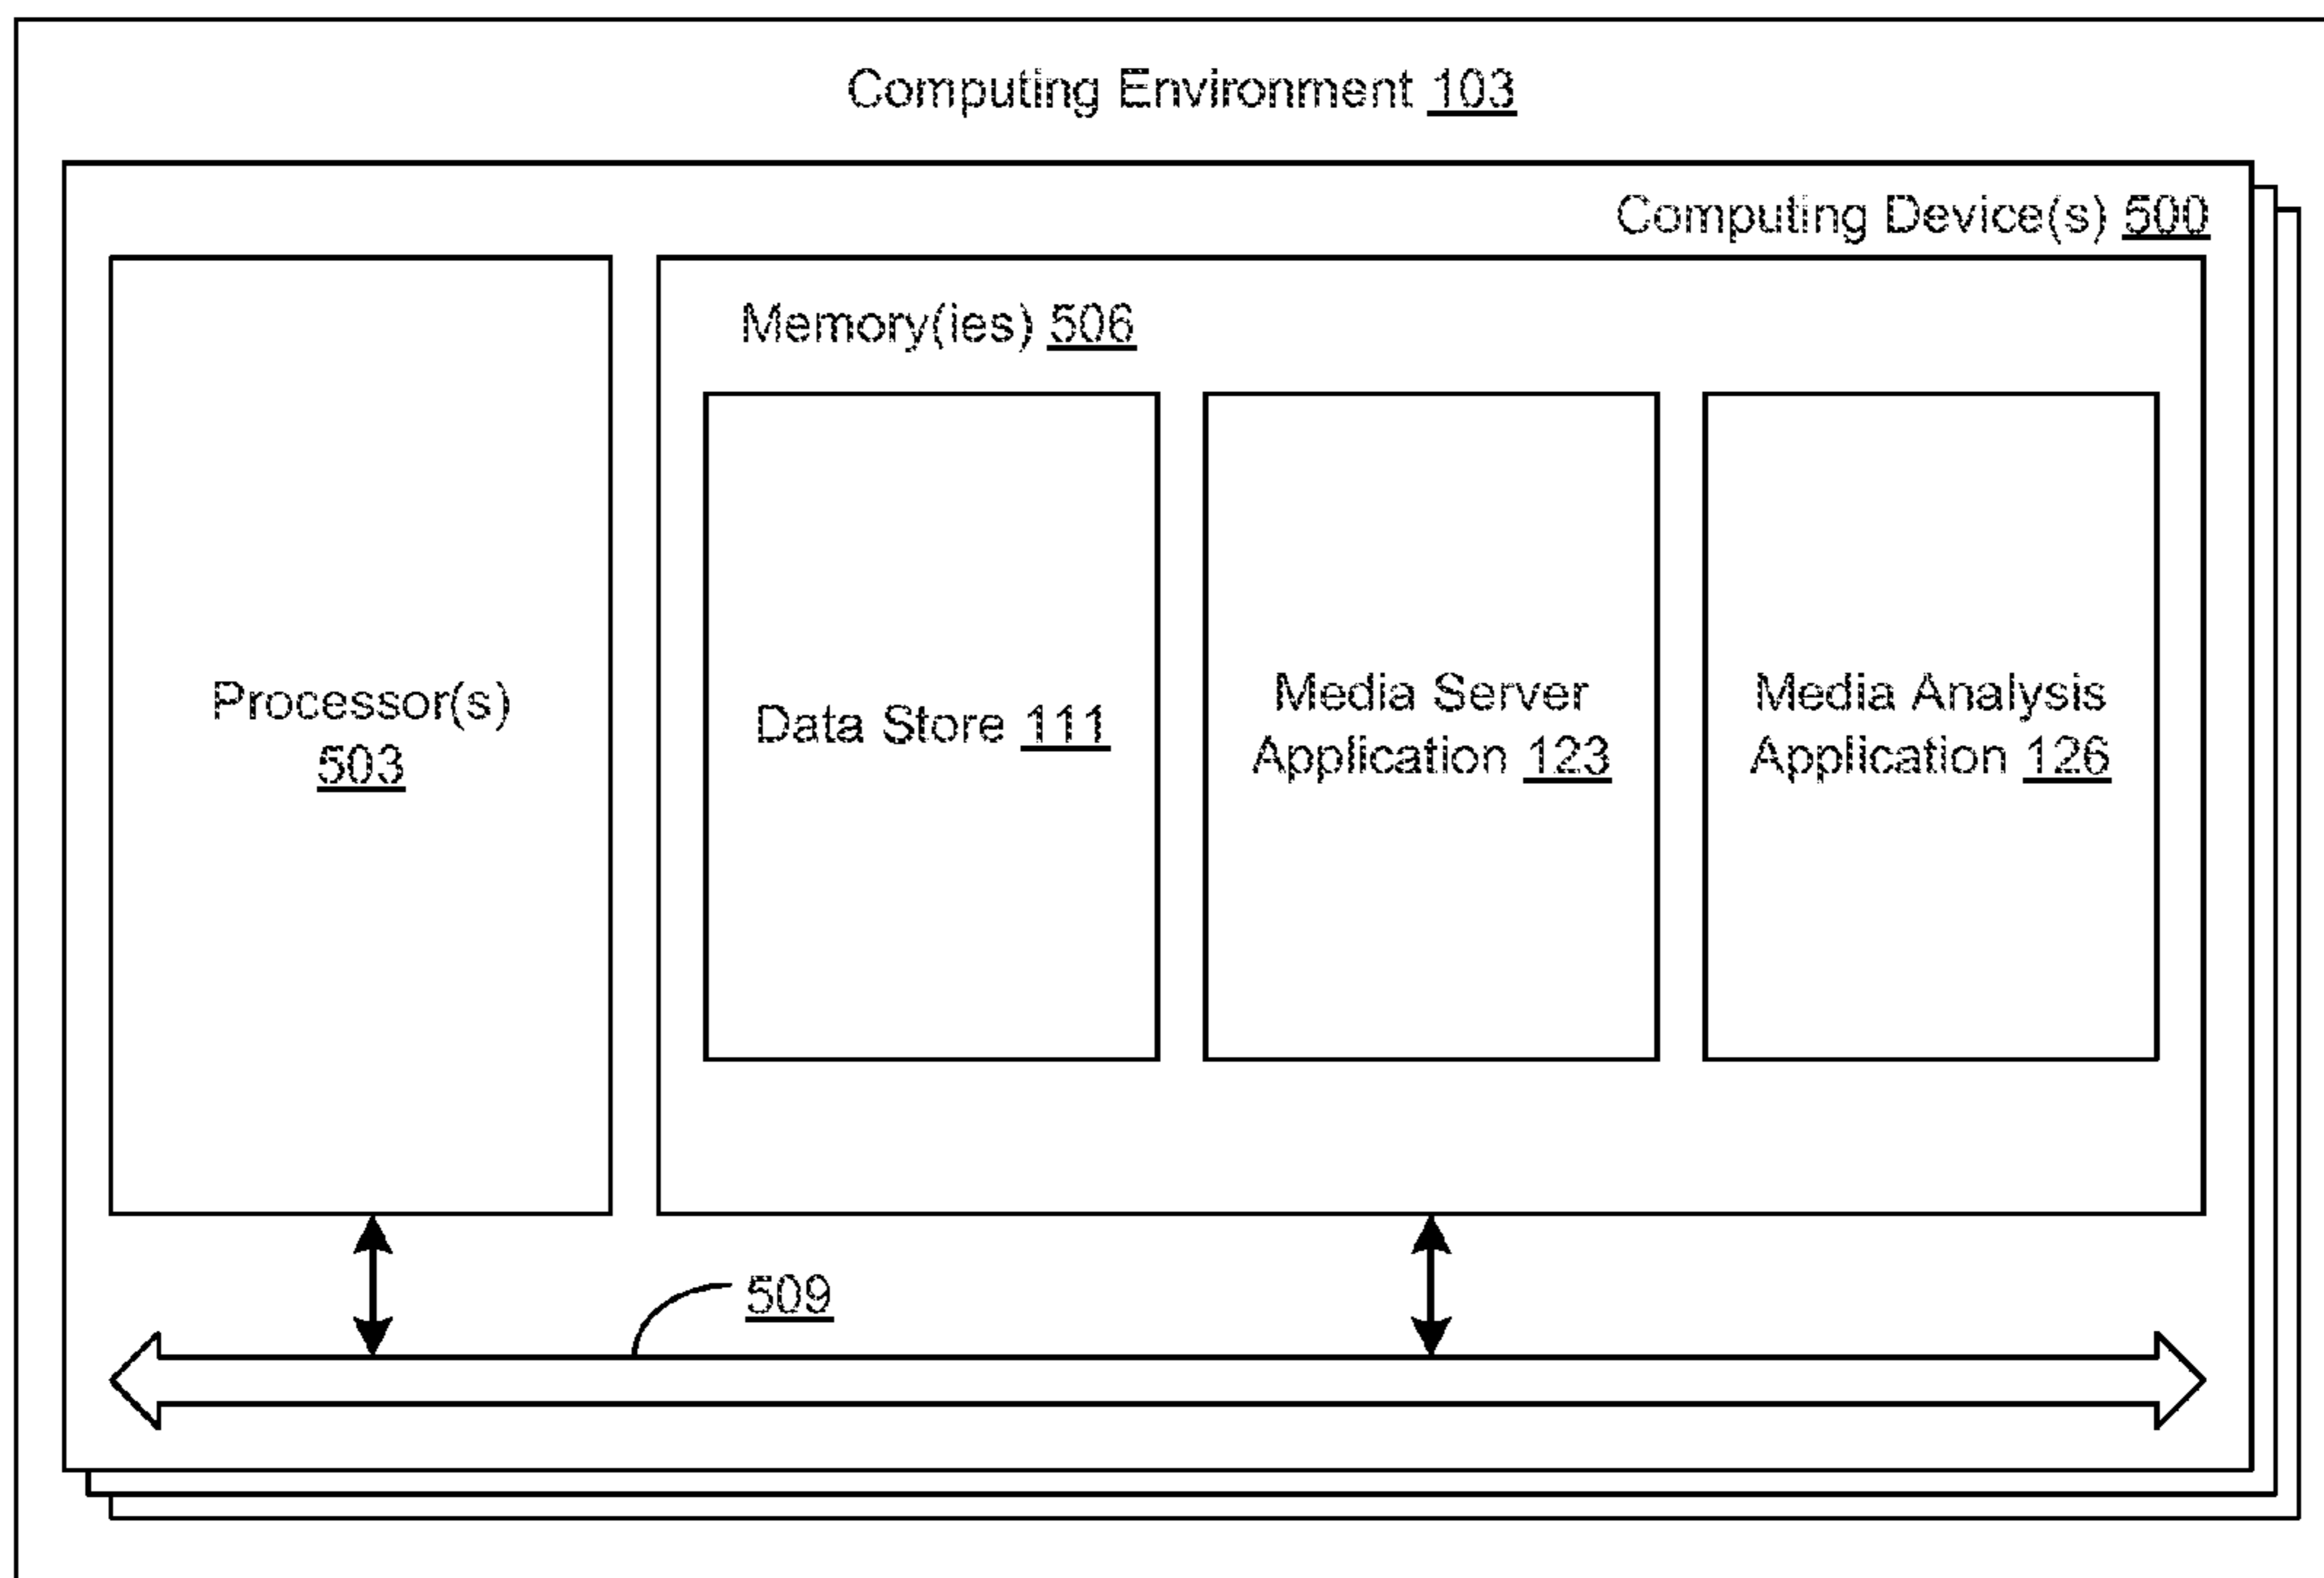 Computing Environment 103
Computing Device(s) 500
Memory(ies) 506
Processor(s)
503
Data Store 111
Media Server
Application 123
Media Analysis
Application 126
509